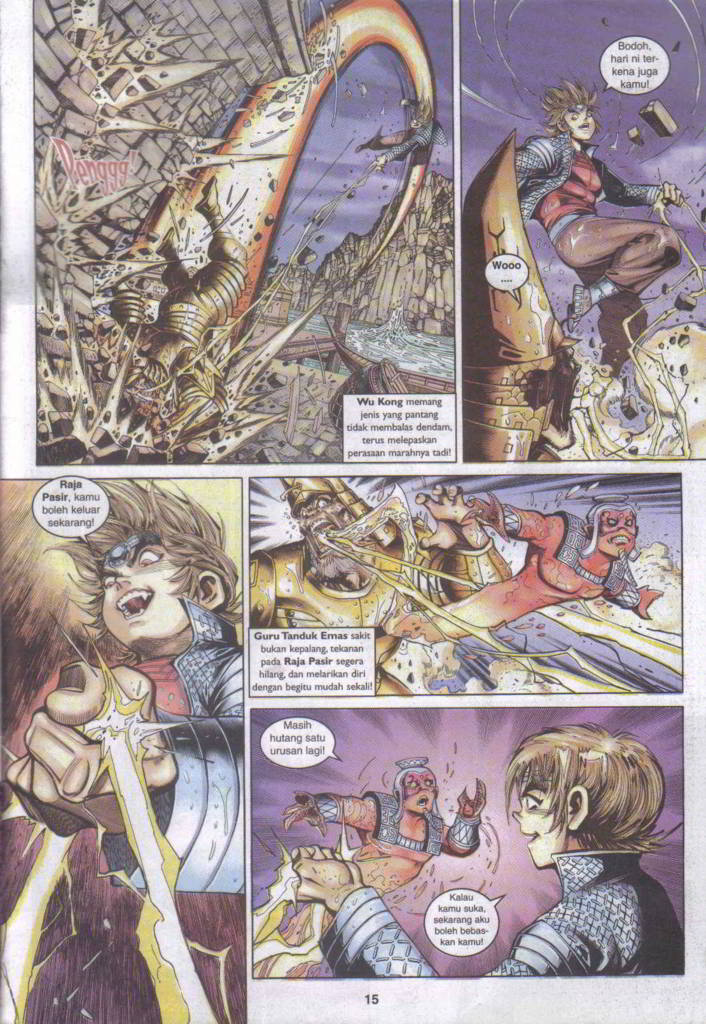 Dengggg!
Wu Kong memang
jenis yang pantang
tidak membalas dendam,
terus melepaskan
perasaan marahnya tadi!
Bodoh,
hari ni ter-
kena juga
kamu!
Wooo
....
Raja
Pasir, kamu
boleh keluar
sekarang!
Guru Tanduk Emas sakit
bukan kepalang, tekanan
pada Raja Pasir segera
hilang, dan melarikan diri
dengan begitu mudah sekali!
Masih
hutang satu
urusan lagi!
Kalau
kamu suka,
sekarang aku
boleh bebas-
kan kamu!
15